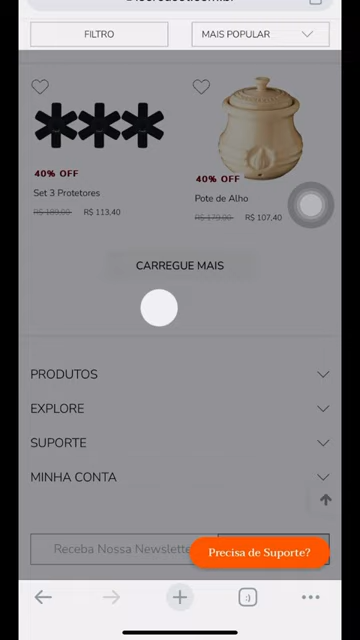 FILTRO
MAIS POPULAR
40% OFF
Set 3 Protetores
R$ 189,00 R$ 113,40
40% OFF
Pote de Alho
R$ 179,00 R$ 107,40
CARREGUE MAIS
PRODUTOS
EXPLORE
SUPORTE
MINHA CONTA
Receba Nossa Newslette
Precisa de Suporte?
:)